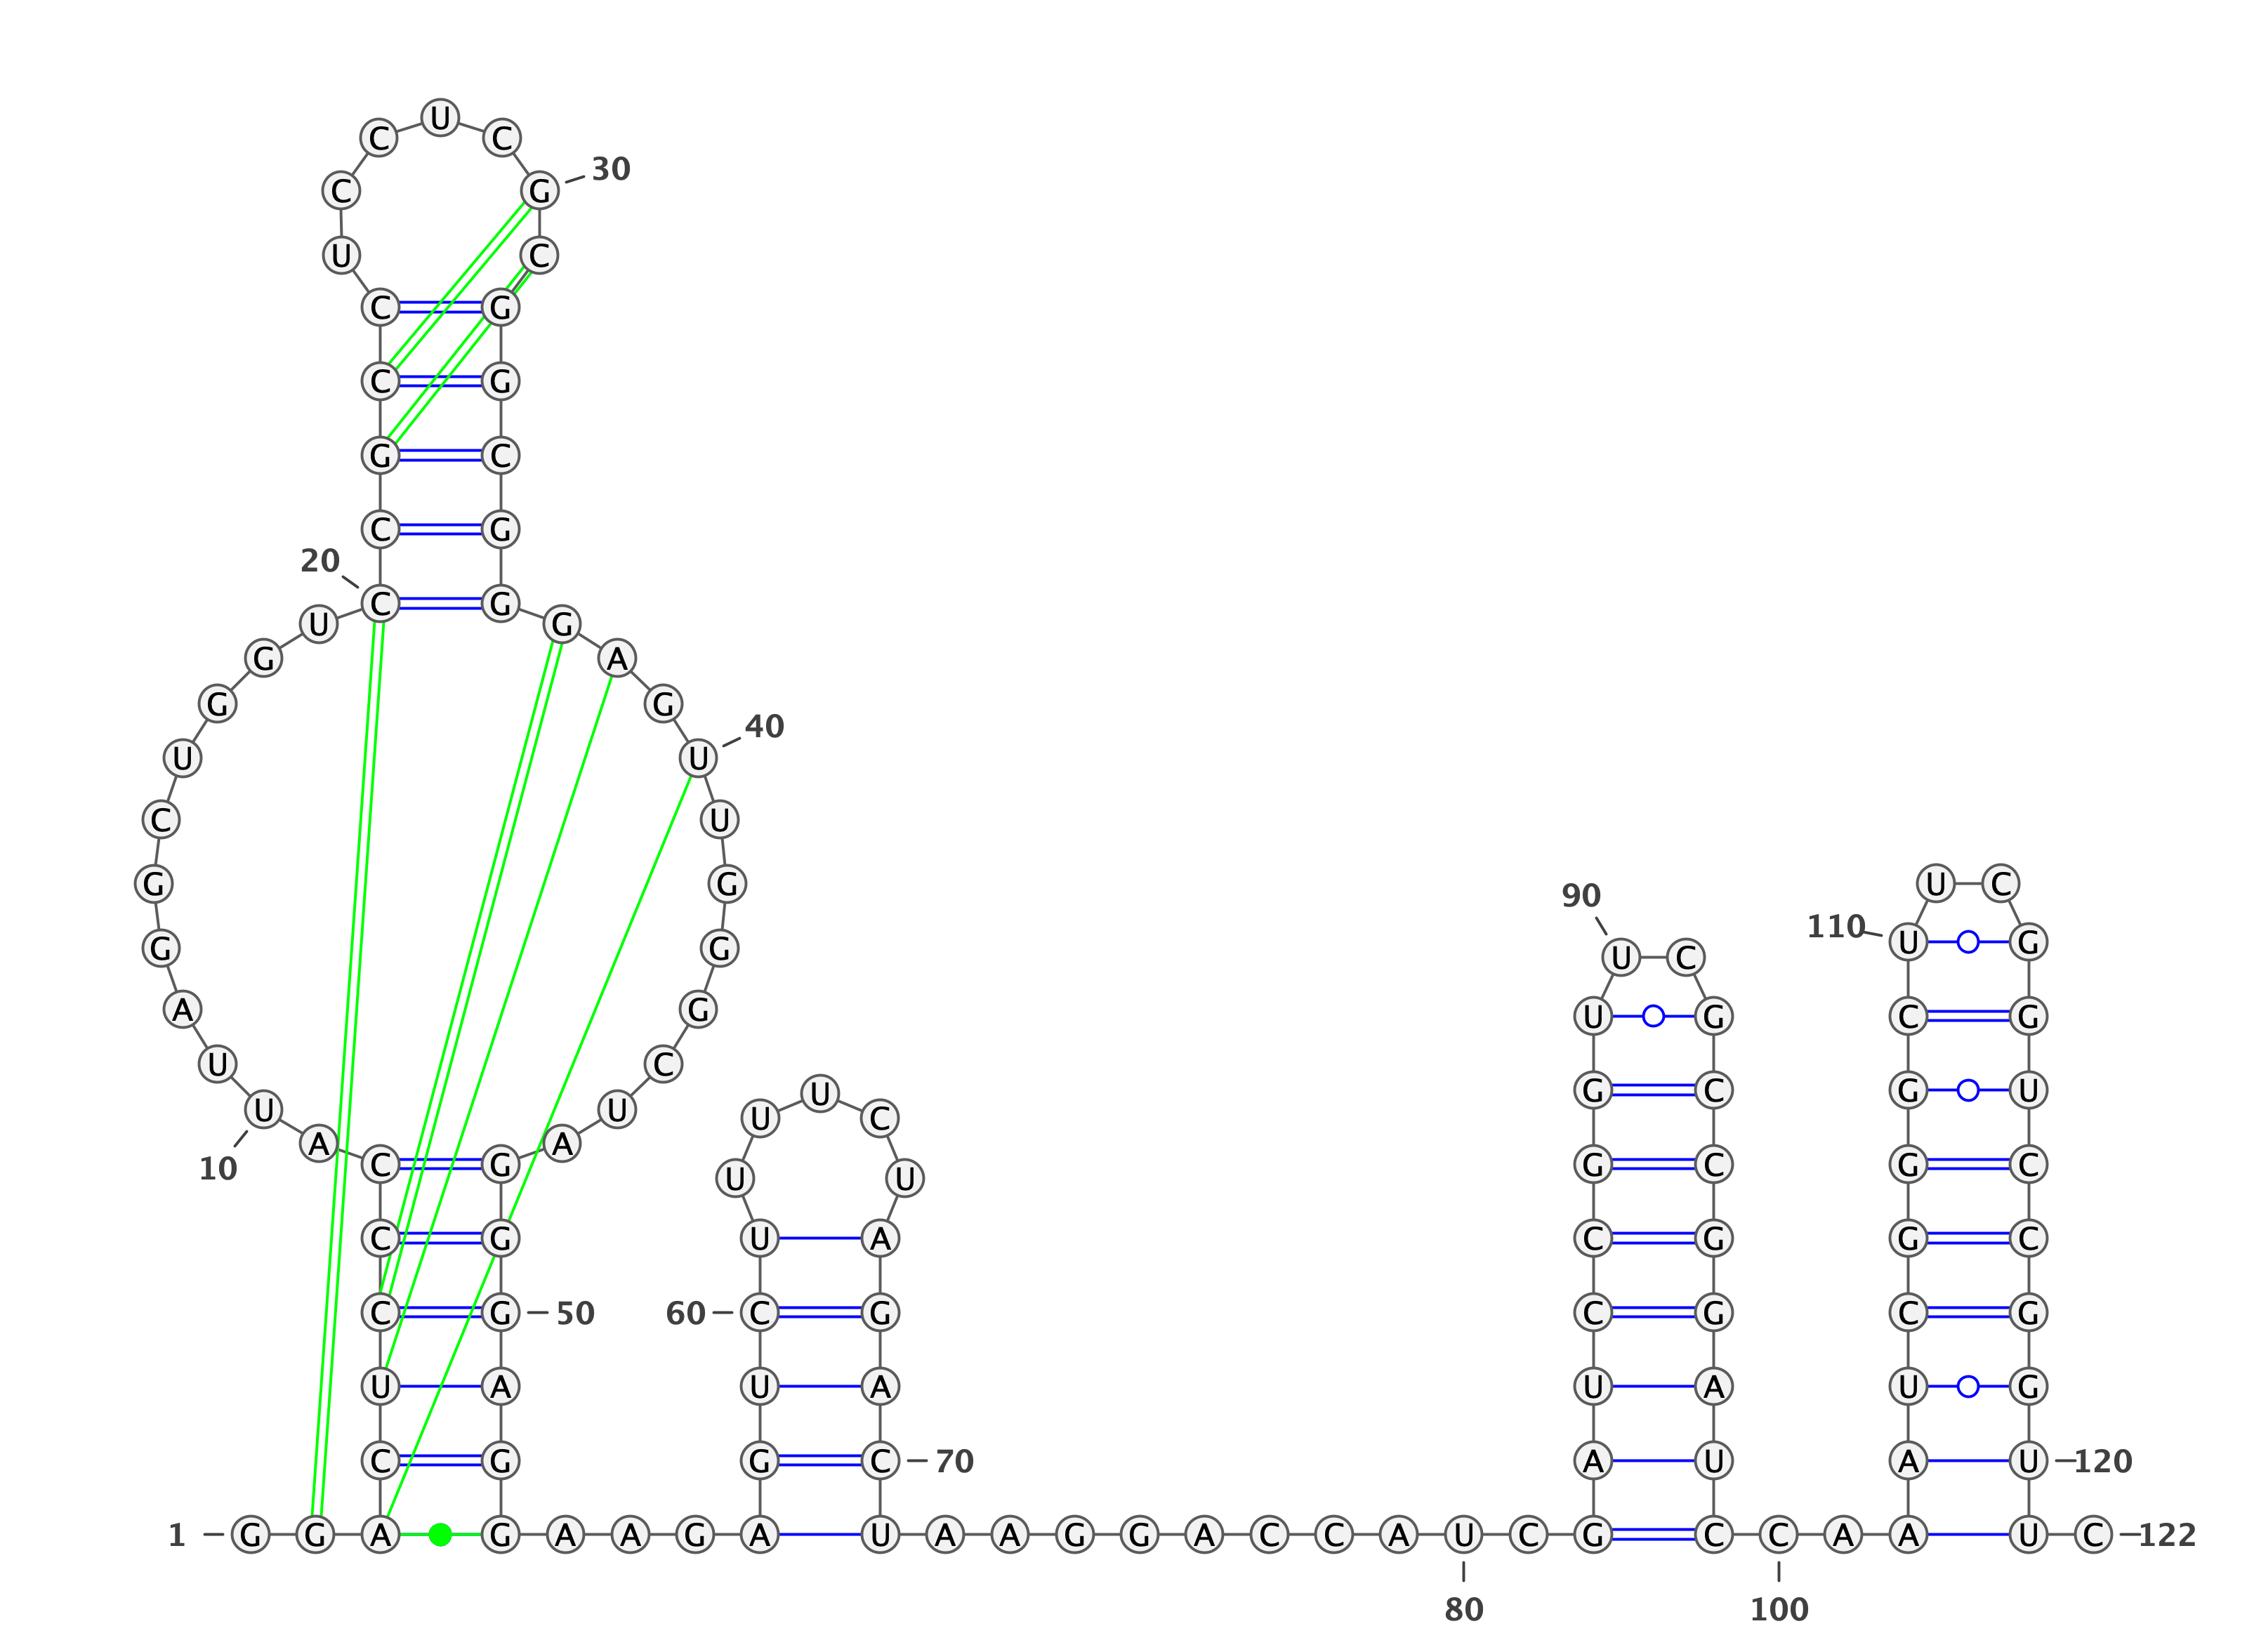 U
C C
C G 30
U C
C G
C G
G C
C G
20
C G
U G
G A
G G
40
U U
C U
G G U C
90
110 U G
G G
U C
A G U G C G
U C
G C G U
U
U U
U C
A A
10 C G G C G C
U U
C G U A C G G C
C G 50 60 C G C G C G
U A U A U A U G
C G G C 70 A U A U 120
1 G G A G A A G A U A A G G A C C A U C G C C A A U C 122
80 100